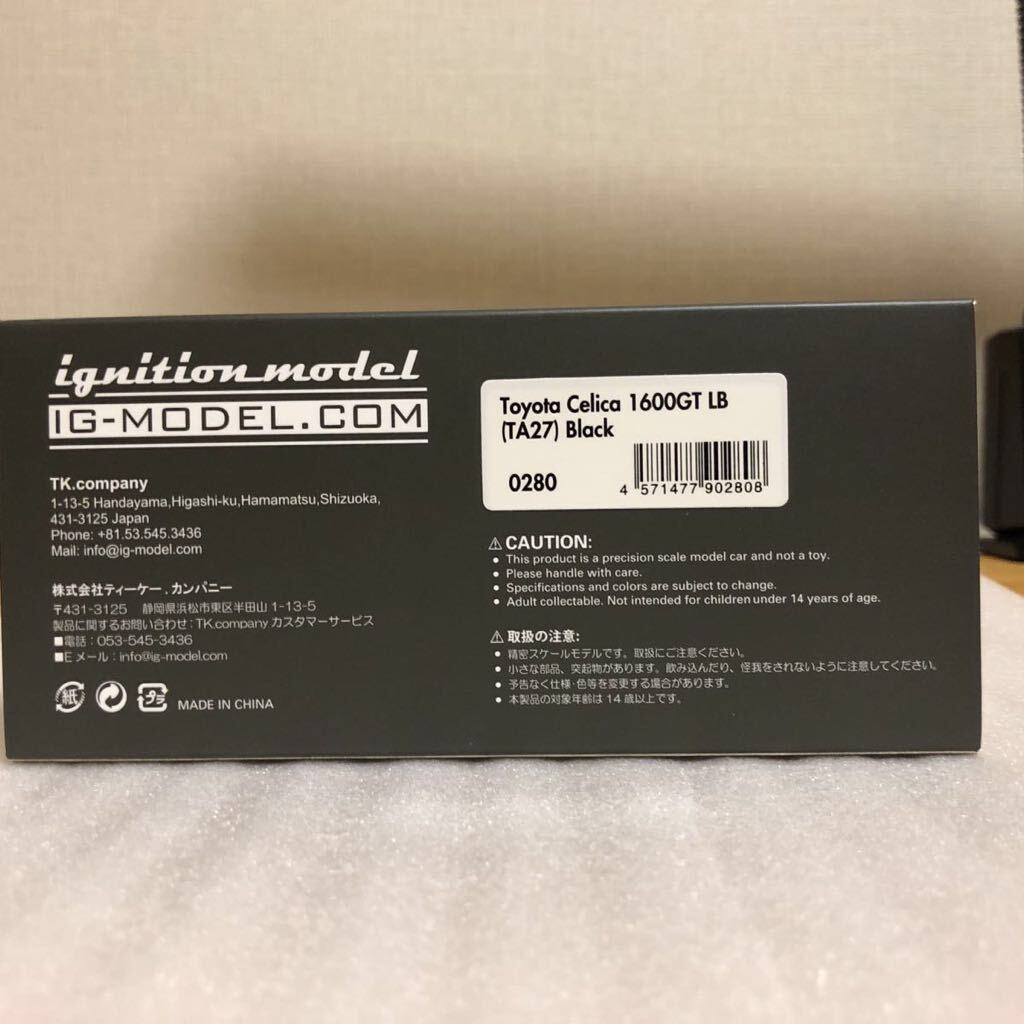 ignition model
IG-MODEL.COM
TK.company
1-13-5 Handayama,Higashi-ku,Hamamatsu,Shizuoka,
431-3125 Japan
Phone: +81.53.545.3436
Mail: info@ig-model.com
株式会社ティーケー.カンパニー
〒431-3125 静岡県浜松市東区半田山1-13-5
製品に関するお問い合わせ:TK.company カスタマーサービス
■電話:053-545-3436
■Eメール:info@ig-model.com
紙 プラ MADE IN CHINA
Toyota Celica 1600GT LB
(TA27) Black
0280
4 571477 902808
⚠ CAUTION:
• This product is a precision scale model car and not a toy.
• Please handle with care.
• Specifications and colors are subject to change.
• Adult collectable. Not intended for children under 14 years of age.
⚠ 取扱の注意:
• 精密スケールモデルです。取扱にご注意ください。
• 小さな部品、突起物があります。飲み込んだり、怪我をされないように注意してください。
• 予告なく仕様・色等を変更する場合があります。
• 本製品の対象年齢は14歳以上です。